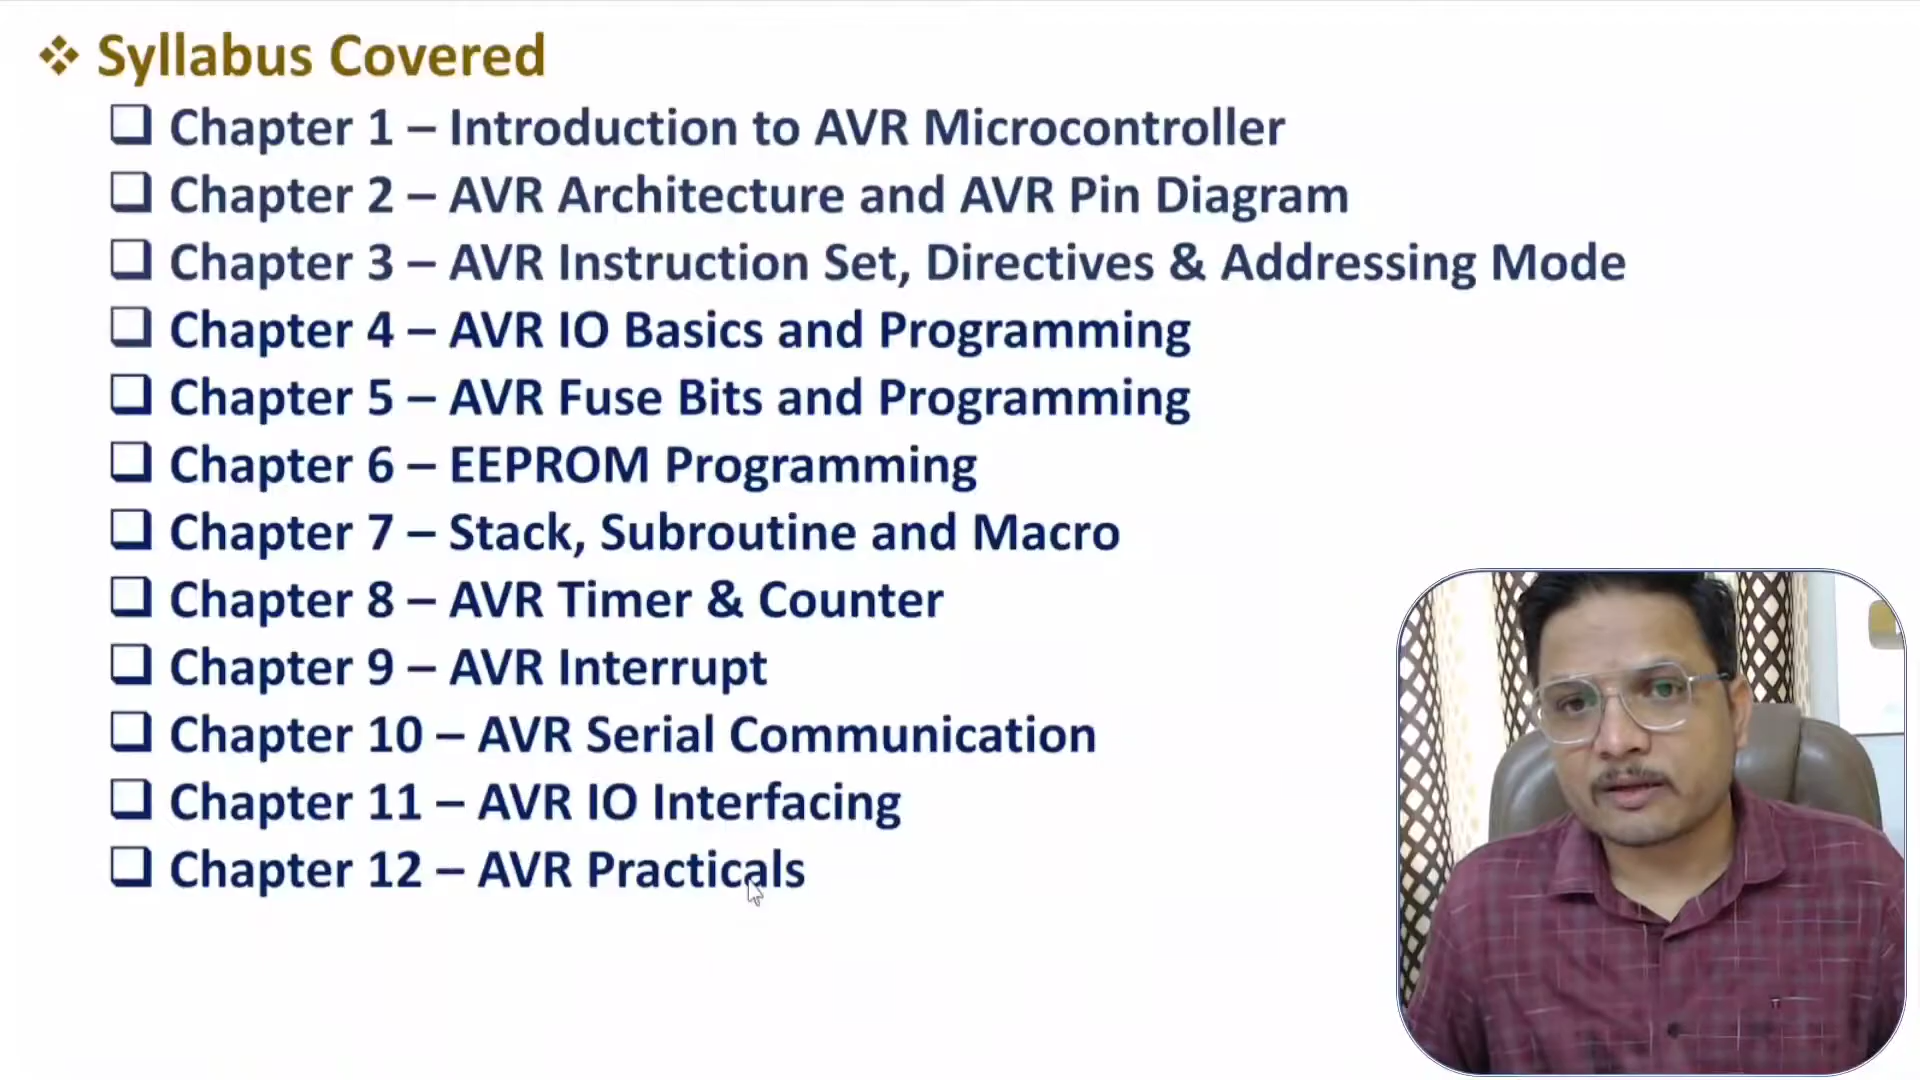 Syllabus Covered
Chapter 1 – Introduction to AVR Microcontroller
Chapter 2 – AVR Architecture and AVR Pin Diagram
Chapter 3 – AVR Instruction Set, Directives & Addressing Mode
Chapter 4 – AVR IO Basics and Programming
Chapter 5 – AVR Fuse Bits and Programming
Chapter 6 – EEPROM Programming
Chapter 7 – Stack, Subroutine and Macro
Chapter 8 – AVR Timer & Counter
Chapter 9 – AVR Interrupt
Chapter 10 – AVR Serial Communication
Chapter 11 – AVR IO Interfacing
Chapter 12 – AVR Practicals